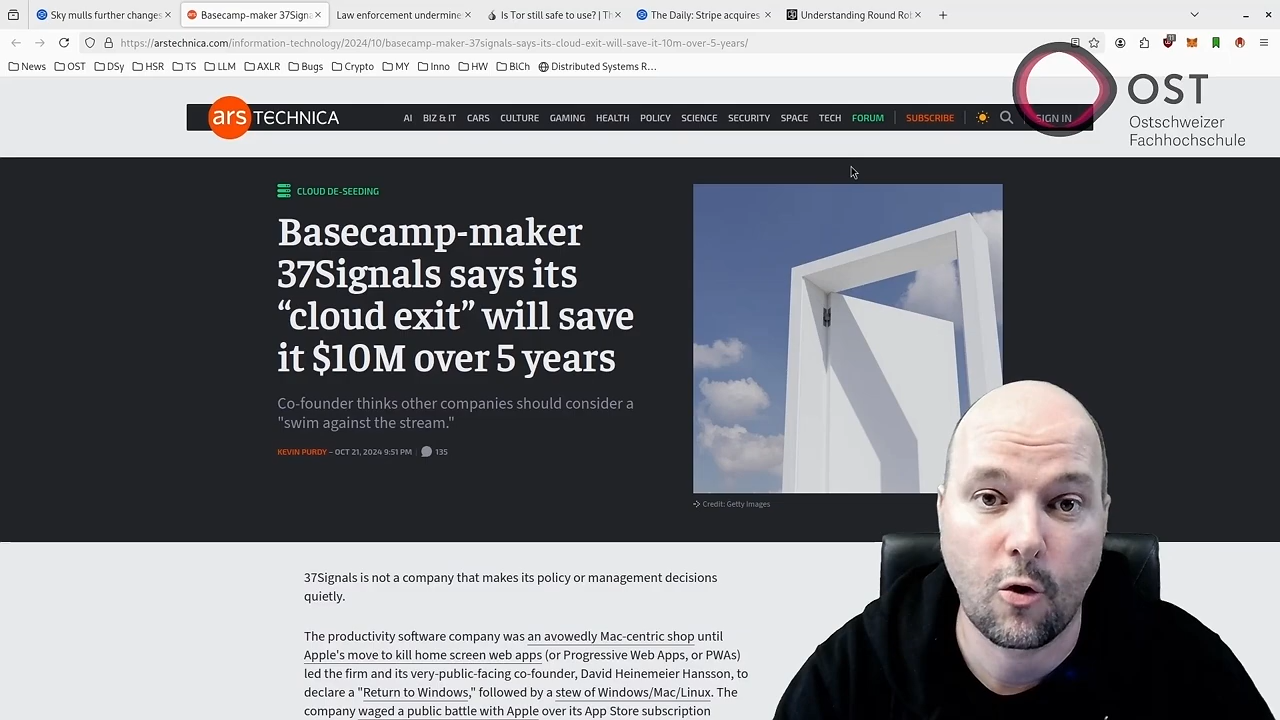 Sky mulls further changes
Basecamp-maker 37Signa
Law enforcement undermine
Is Tor still safe to use? | Th
The Daily: Stripe acquires
Understanding Round Rob
https://arstechnica.com/information-technology/2024/10/basecamp-maker-37signals-says-its-cloud-exit-will-save-it-10m-over-5-years/
News OST DSy HSR TS LLM AXLR Bugs Crypto MY Inno HW BlCh Distributed Systems R…
OST
Ostschweizer
Fachhochschule
ars TECHNICA
AI BIZ & IT CARS CULTURE GAMING HEALTH POLICY SCIENCE SECURITY SPACE TECH FORUM SUBSCRIBE SIGN IN
CLOUD DE-SEEDING
Basecamp-maker
37Signals says its
“cloud exit” will save
it $10M over 5 years
Co-founder thinks other companies should consider a
"swim against the stream."
KEVIN PURDY – OCT 21, 2024 9:51 PM 135
Credit: Getty Images
37Signals is not a company that makes its policy or management decisions
quietly.
The productivity software company was an avowedly Mac-centric shop until
Apple's move to kill home screen web apps (or Progressive Web Apps, or PWAs)
led the firm and its very-public-facing co-founder, David Heinemeier Hansson, to
declare a "Return to Windows," followed by a stew of Windows/Mac/Linux. The
company waged a public battle with Apple over its App Store subscription